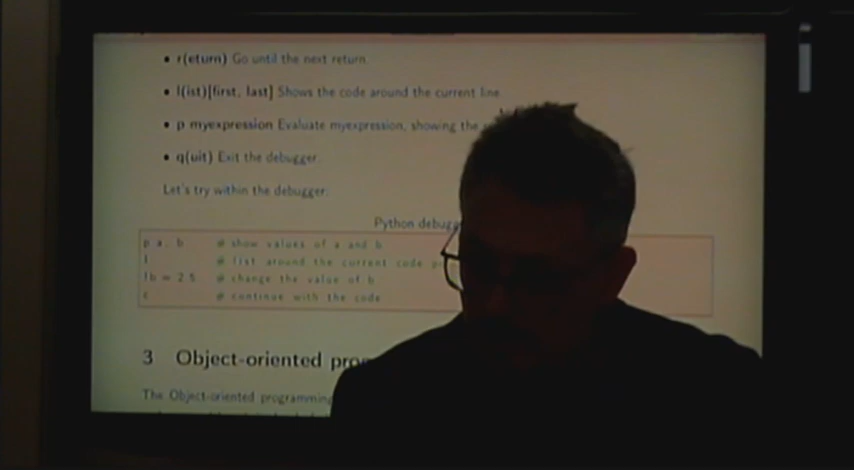 • r(eturn) Go until the next return.
• l(ist)[first, last] Shows the code around the current line
• p myexpression Evaluate myexpression, showing the
• q(uit) Exit the debugger.
Let's try within the debugger:
Python debugg
p a, b # show values of a and b
l # list around the current code
!b = 2.5 # change the value of b
c # continue with the code
3 Object-oriented pro
The Object-oriented programming